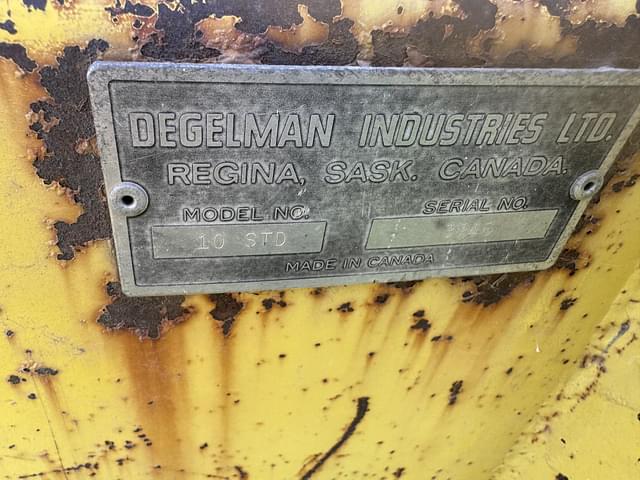 DEGELMAN INDUSTRIES LTD.
REGINA, SASK. CANADA.
MODEL NO. SERIAL NO.
10 STD
MADE IN CANADA